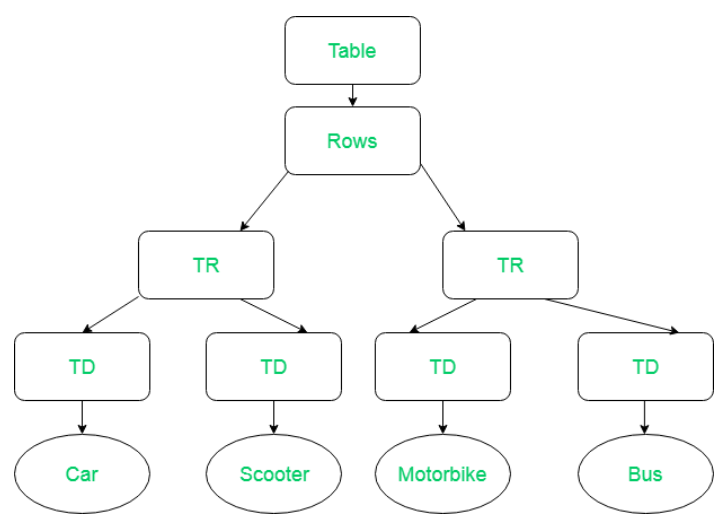 Table
Rows
TR
TR
TD
TD
TD
TD
Car
Scooter
Motorbike
Bus